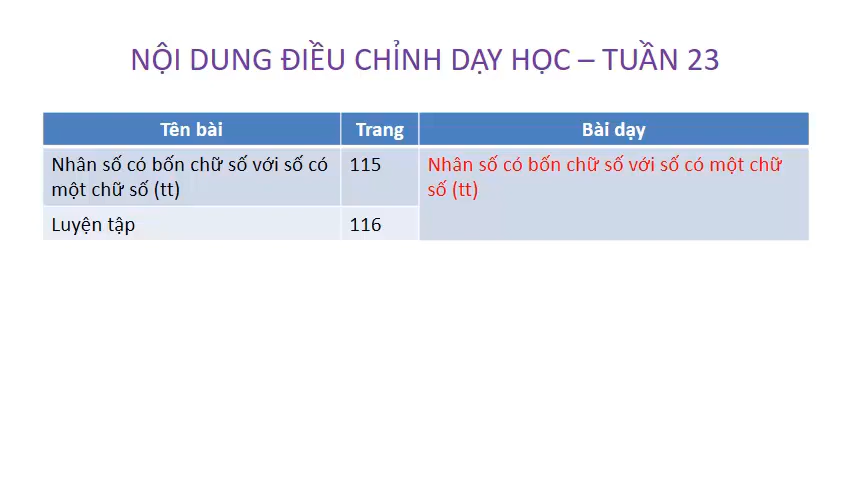 NỘI DUNG ĐIỀU CHỈNH DẠY HỌC – TUẦN 23
Tên bài Trang Bài dạy
Nhân số có bốn chữ số với số có 115 Nhân số có bốn chữ số với số có một chữ
một chữ số (tt) số (tt)
Luyện tập 116